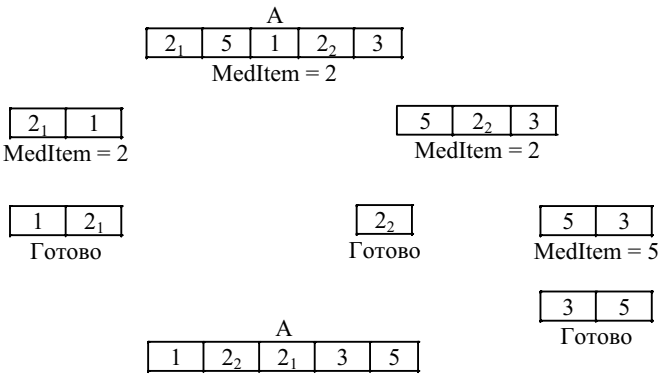 A
2₁ 5 1 2₂ 3
MedItem = 2
2₁ 1
5 2₂ 3
MedItem = 2
MedItem = 2
1 2₁
2₂
5 3
Готово
Готово
MedItem = 5
3 5
Готово
A
1 2₂ 2₁ 3 5